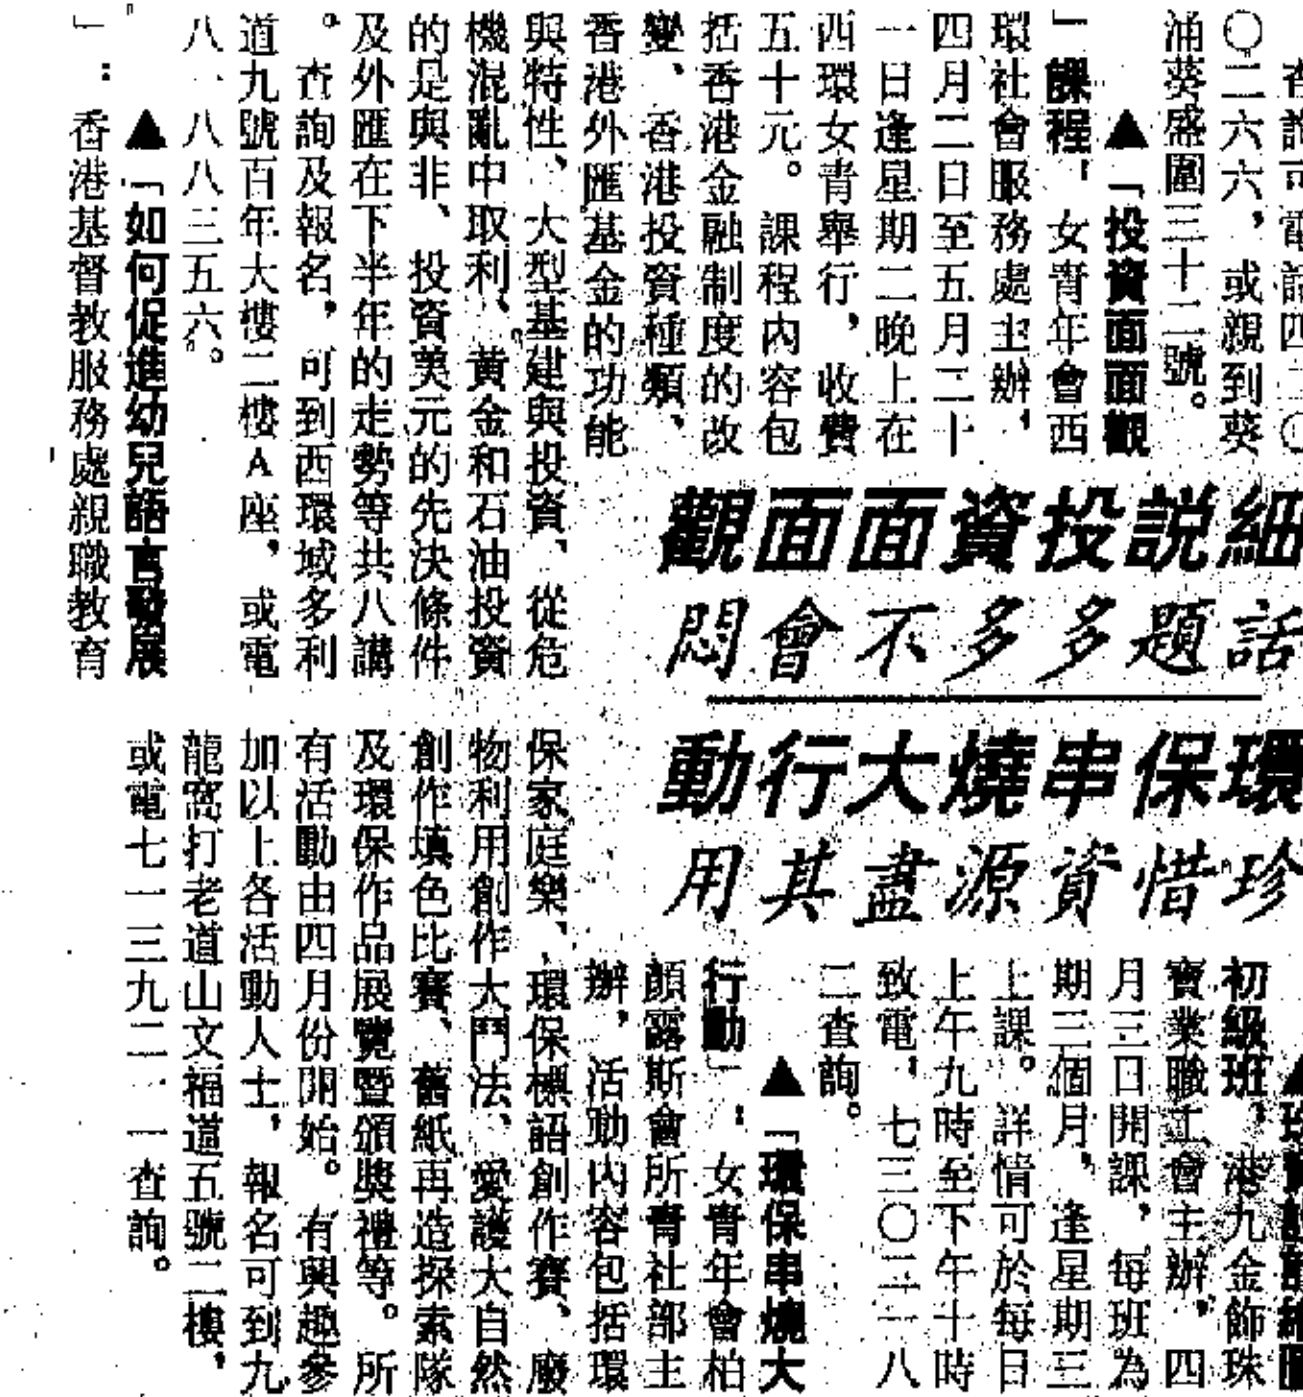 查詢可電話四二〇
〇二六六，或親到葵
涌葵盛圍三十二號。
▲「投資面面觀
」課程，女青年會西
環社會服務處主辦，
四月二日至五月二十
一日逢星期二晚上在
西環女青舉行，收費
五十元。課程內容包
括香港金融制度的改
變、香港投資種類、
香港外匯基金的功能
與特性、大型基建與投資、從危
機混亂中取利、黃金和石油投資
的是與非、投資美元的先決條件
及外匯在下半年的走勢等共八講
。查詢及報名，可到西環域多利
道九號百年大樓二樓A座，或電
八一八八三五六。
▲「如何促進幼兒語言發展
」：香港基督教服務處親職教育
細說投資面面觀
話題多多不會悶
環保串燒大行動
珍惜資源盡其用
初級班，港九金飾珠
寶業職工會主辦，四
月三日開課，每班為
期三個月，逢星期三
上課。詳情可於每日
上午九時至下午十時
致電，七三〇三一八
二查詢。
▲「環保串燒大
行動」：女青年會柏
顏露斯會所青社部主
辦，活動內容包括環
保家庭樂、環保標語創作賽、廢
物利用創作大鬥法、愛護大自然
創作填色比賽、舊紙再造探索隊
及環保作品展覽暨頒獎禮等。所
有活動由四月份開始。有興趣參
加以上各活動人士，報名可到九
龍窩打老道山文福道五號二樓，
或電七一三九二一一查詢。